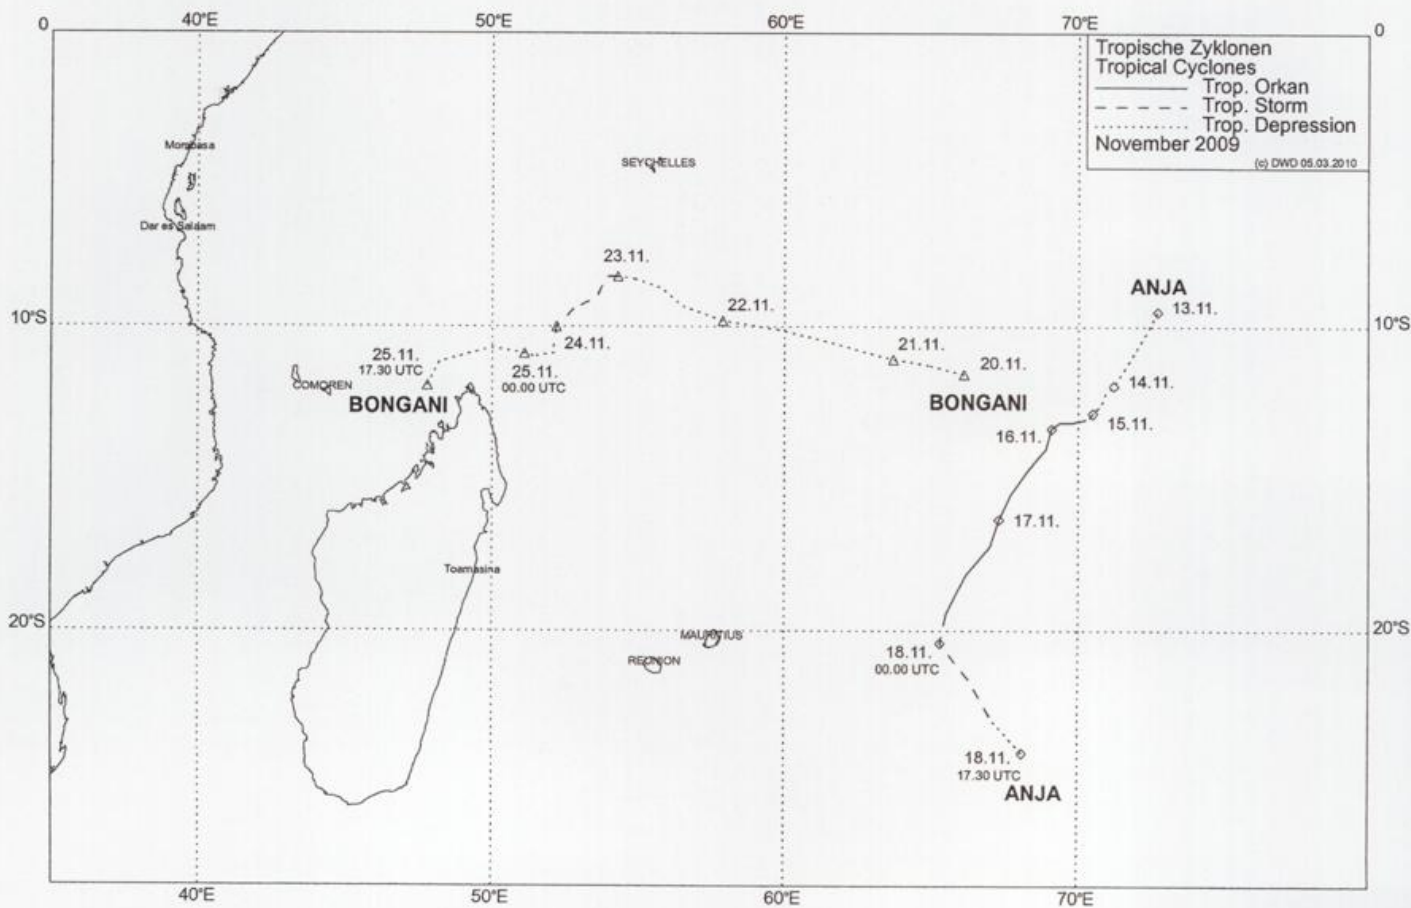 0
40°E
50°E
60°E
70°E
0
Tropische Zyklonen
Tropical Cyclones
Trop. Orkan
Trop. Storm
Trop. Depression
November 2009
(c) DWD 05.03.2010
Mombasa
SEYCHELLES
Dar es Salaam
23.11.
ANJA
13.11.
22.11.
10°S
10°S
24.11.
25.11.
17.30 UTC
21.11.
20.11.
25.11.
00.00 UTC
COMOREN
14.11.
BONGANI
BONGANI
15.11.
16.11.
17.11.
Toamasina
20°S
20°S
MAURITIUS
REUNION
18.11.
00.00 UTC
18.11.
17.30 UTC
ANJA
40°E
50°E
60°E
70°E